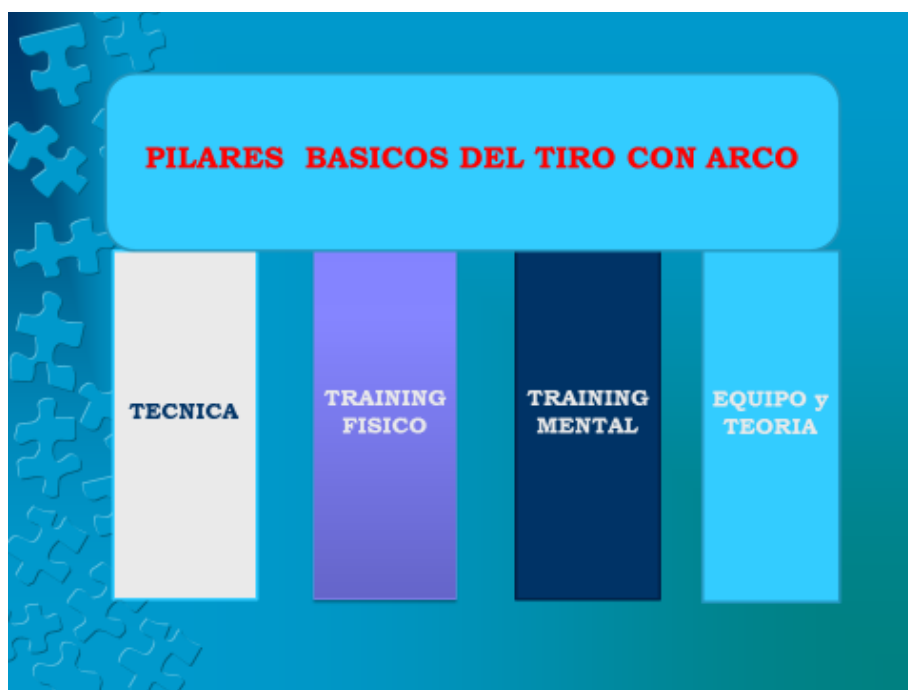 PILARES BASICOS DEL TIRO CON ARCO
TECNICA
TRAINING
FISICO
TRAINING
MENTAL
EQUIPO y
TEORIA